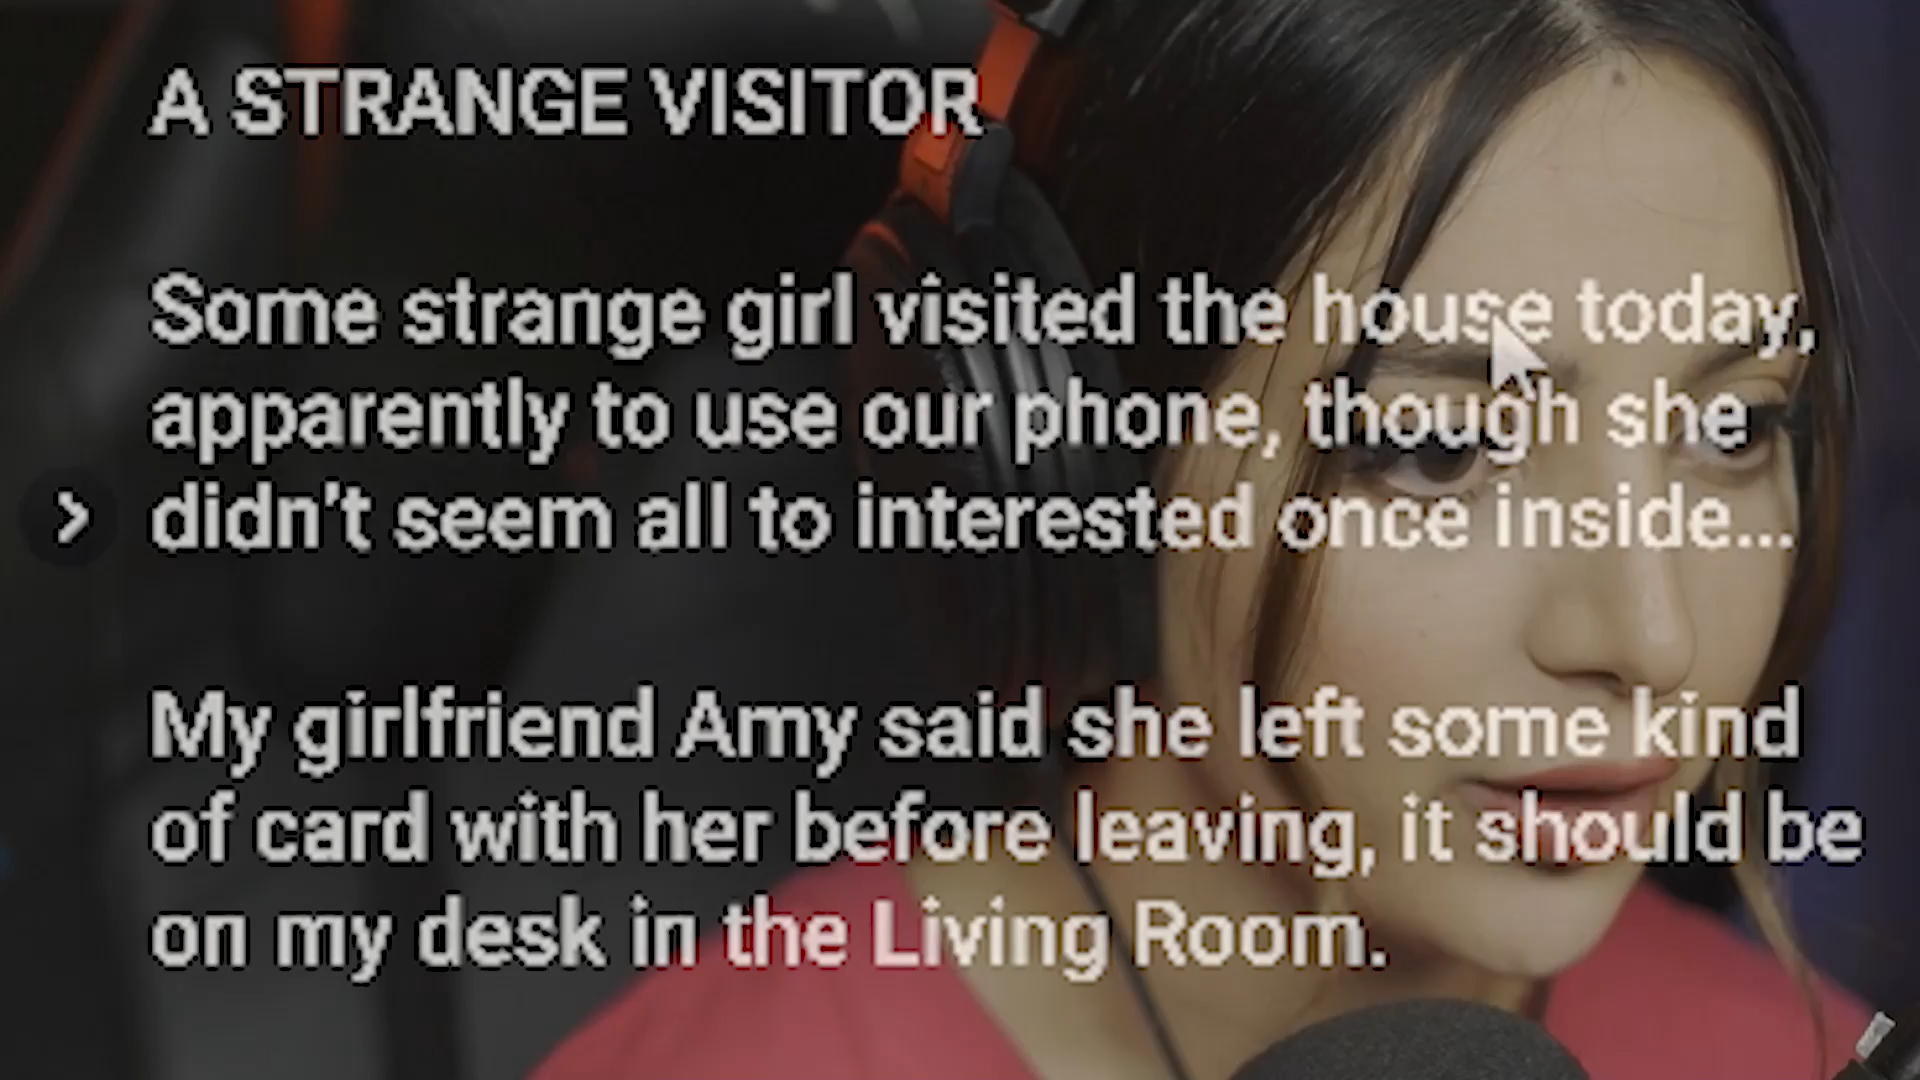 A STRANGE VISITOR
Some strange girl visited the house today,
apparently to use our phone, though she
didn't seem all to interested once inside...
My girlfriend Amy said she left some kind
of card with her before leaving, it should be
on my desk in the Living Room.